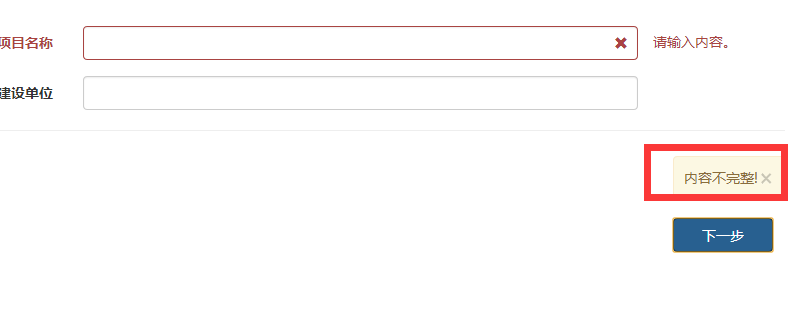 项目名称
请输入内容。
建设单位
内容不完整!
下一步